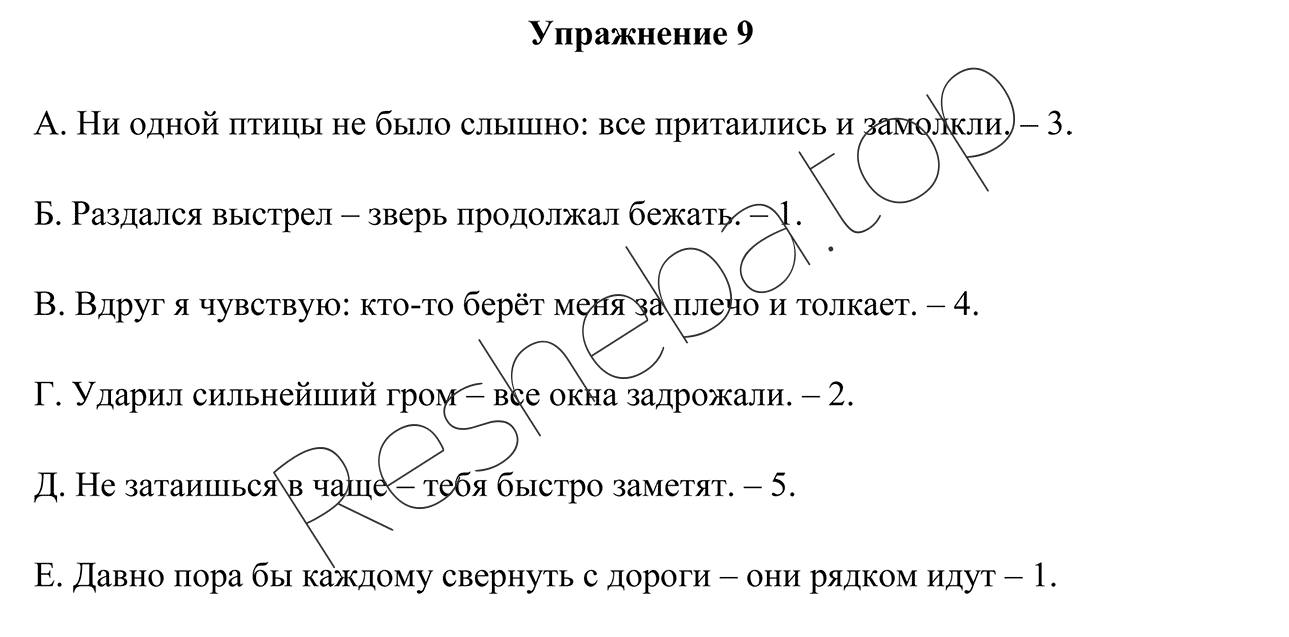 Упражнение 9
А. Ни одной птицы не было слышно: все притаились и замолкли. – 3.
Б. Раздался выстрел – зверь продолжал бежать. – 1.
В. Вдруг я чувствую: кто-то берёт меня за плечо и толкает. – 4.
Г. Ударил сильнейший гром – все окна задрожали. – 2.
Д. Не затаишься в чаще – тебя быстро заметят. – 5.
Е. Давно пора бы каждому свернуть с дороги – они рядком идут – 1.
Resheba.top